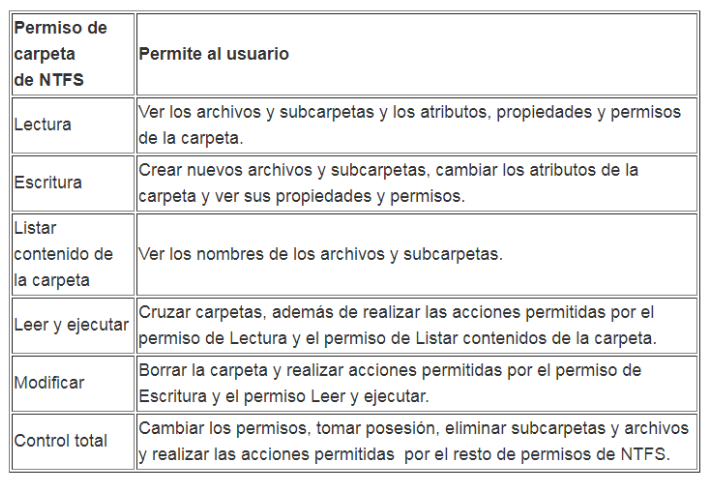 Permiso de
carpeta
de NTFS
Permite al usuario
Lectura
Ver los archivos y subcarpetas y los atributos, propiedades y permisos
de la carpeta.
Escritura
Crear nuevos archivos y subcarpetas, cambiar los atributos de la
carpeta y ver sus propiedades y permisos.
Listar
contenido de
la carpeta
Ver los nombres de los archivos y subcarpetas.
Leer y ejecutar
Cruzar carpetas, además de realizar las acciones permitidas por el
permiso de Lectura y el permiso de Listar contenidos de la carpeta.
Modificar
Borrar la carpeta y realizar acciones permitidas por el permiso de
Escritura y el permiso Leer y ejecutar.
Control total
Cambiar los permisos, tomar posesión, eliminar subcarpetas y archivos
y realizar las acciones permitidas  por el resto de permisos de NTFS.